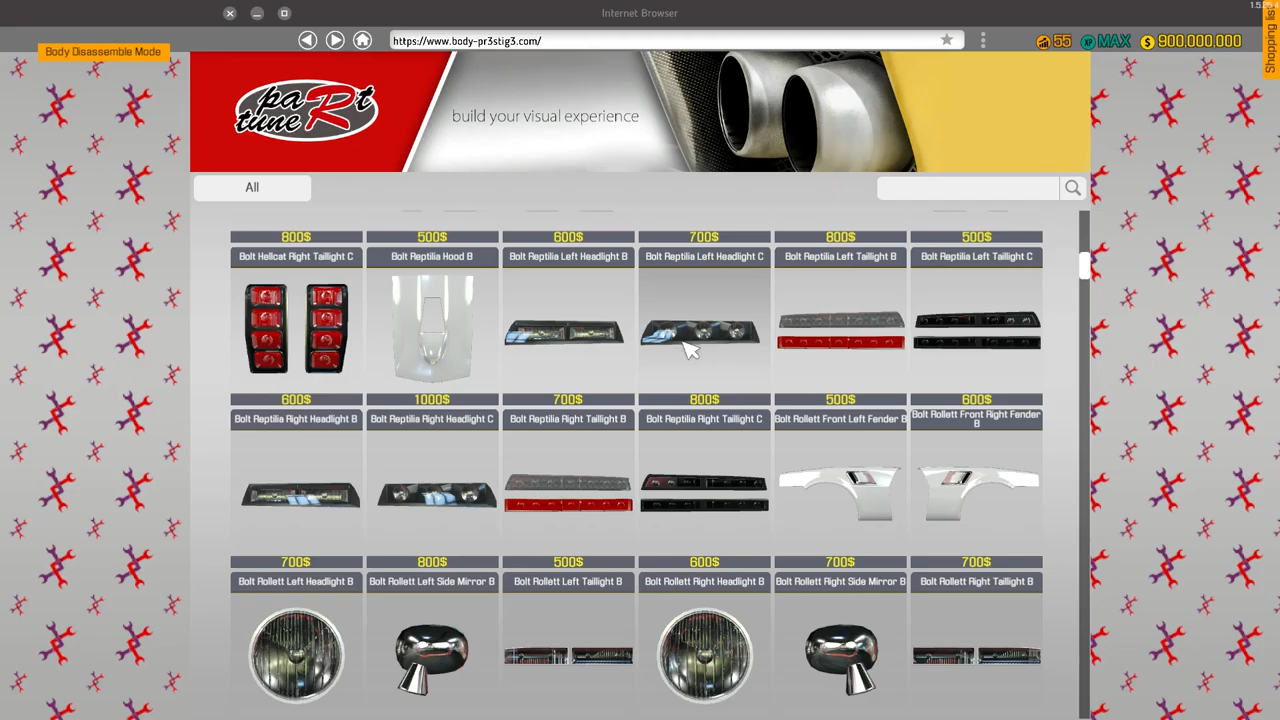 Internet Browser
1.5.25.4
Body Disassemble Mode
https://www.body-pr3stig3.com/
55
XP MAX
$ 900,000,000
Shopping list
paRt
tuneR
build your visual experience
All
800$ 500$ 600$ 700$ 800$ 500$
Bolt Hellcat Right Taillight C
Bolt Reptilia Hood B
Bolt Reptilia Left Headlight B
Bolt Reptilia Left Headlight C
Bolt Reptilia Left Taillight B
Bolt Reptilia Left Taillight C
600$ 1000$ 700$ 800$ 500$ 600$
Bolt Reptilia Right Headlight B
Bolt Reptilia Right Headlight C
Bolt Reptilia Right Taillight B
Bolt Reptilia Right Taillight C
Bolt Rollett Front Left Fender B
Bolt Rollett Front Right Fender
B
700$ 800$ 500$ 600$ 700$ 700$
Bolt Rollett Left Headlight B
Bolt Rollett Left Side Mirror B
Bolt Rollett Left Taillight B
Bolt Rollett Right Headlight B
Bolt Rollett Right Side Mirror B
Bolt Rollett Right Taillight B